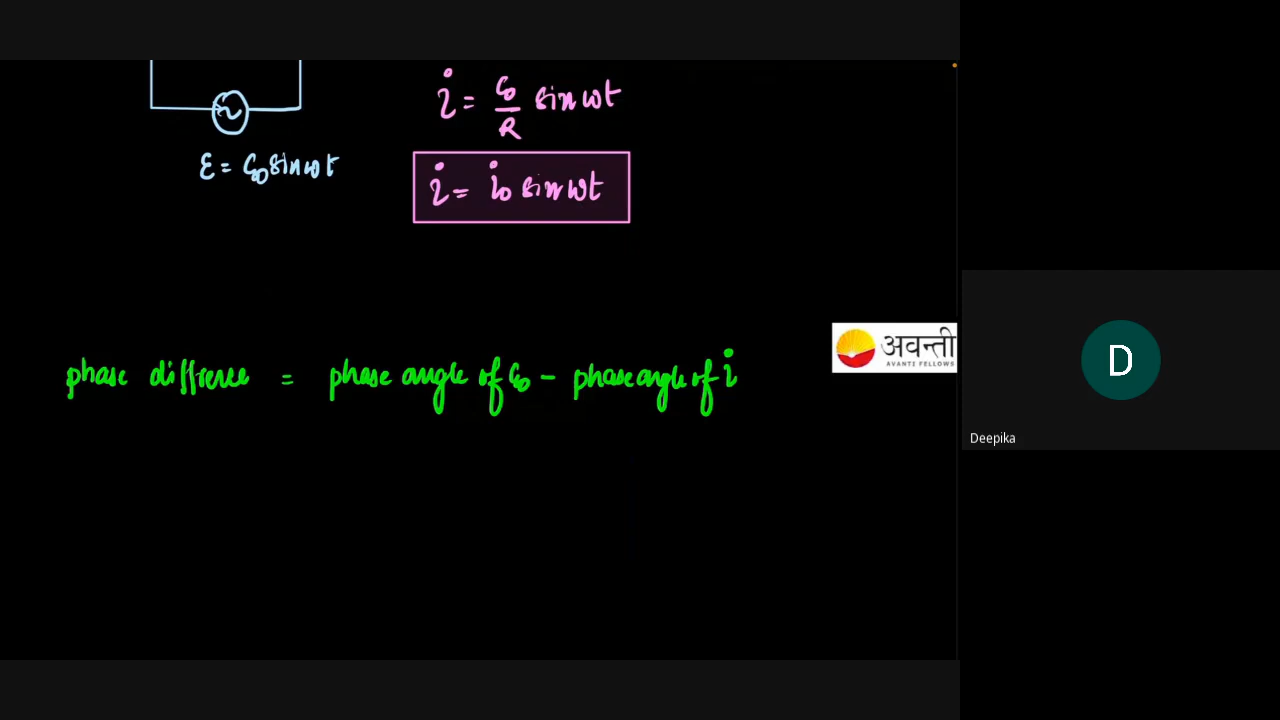 i = ε₀/R sin ωt
ε = ε₀ sin ωt
i = i₀ sin ωt
अवन्ती
AVANTI FELLOWS
phase difference = phase angle of ε₀ - phase angle of i
D
Deepika